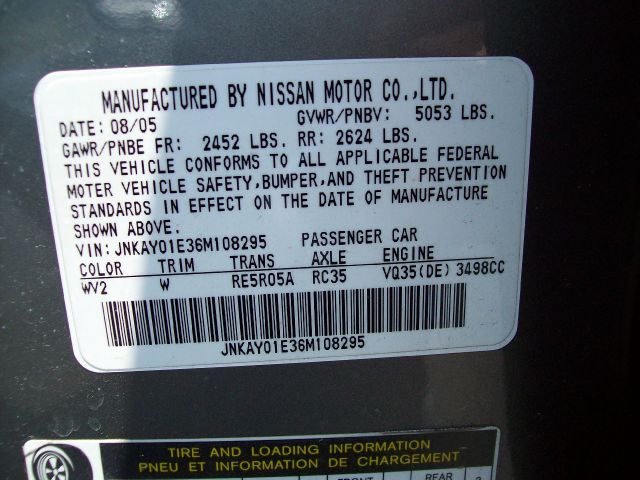 MANUFACTURED BY NISSAN MOTOR CO.,LTD.
DATE: 08/05 GVWR/PNBV: 5053 LBS.
GAWR/PNBE FR: 2452 LBS. RR: 2624 LBS.
THIS VEHICLE CONFORMS TO ALL APPLICABLE FEDERAL
MOTER VEHICLE SAFETY,BUMPER,AND THEFT PREVENTION
STANDARDS IN EFFECT ON THE DATE OF MANUFACTURE
SHOWN ABOVE.
VIN: JNKAY01E36M108295 PASSENGER CAR
COLOR TRIM TRANS AXLE ENGINE
WV2 W RE5R05A RC35 VQ35(DE) 3498CC
JNKAY01E36M108295
TIRE AND LOADING INFORMATION
PNEU ET INFORMATION DE CHARGEMENT
FRONT REAR